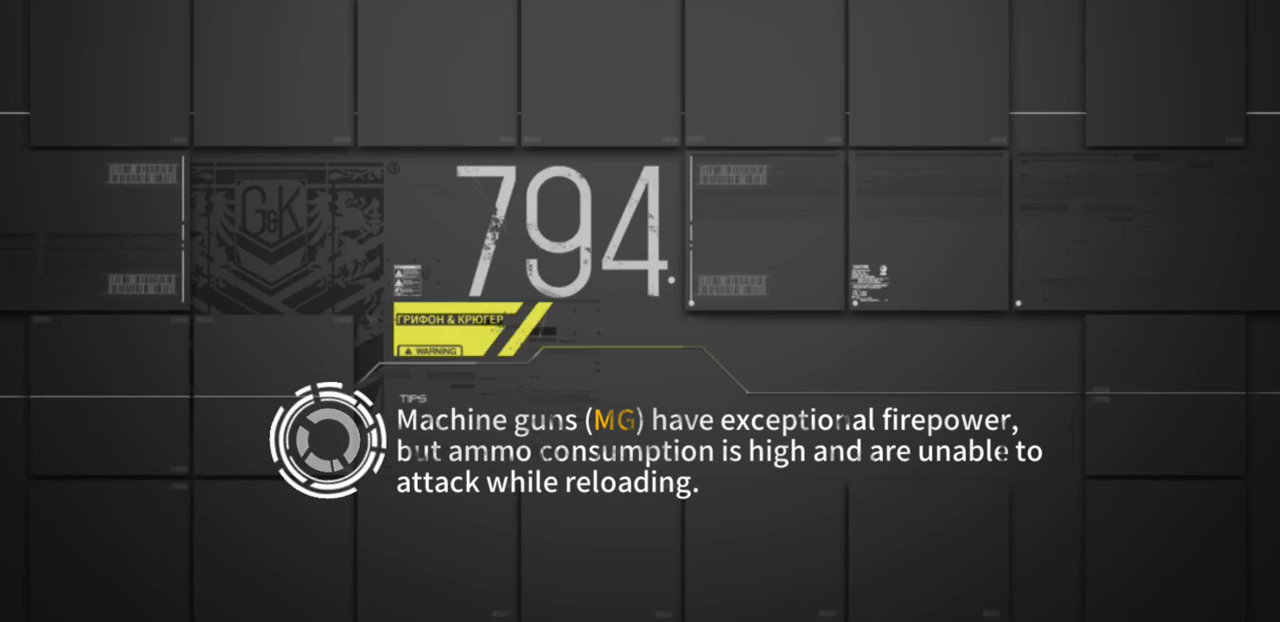 G&K
794.
ГРИФОН & КРЮГЕР
WARNING
TIPS
Machine guns (MG) have exceptional firepower,
but ammo consumption is high and are unable to
attack while reloading.